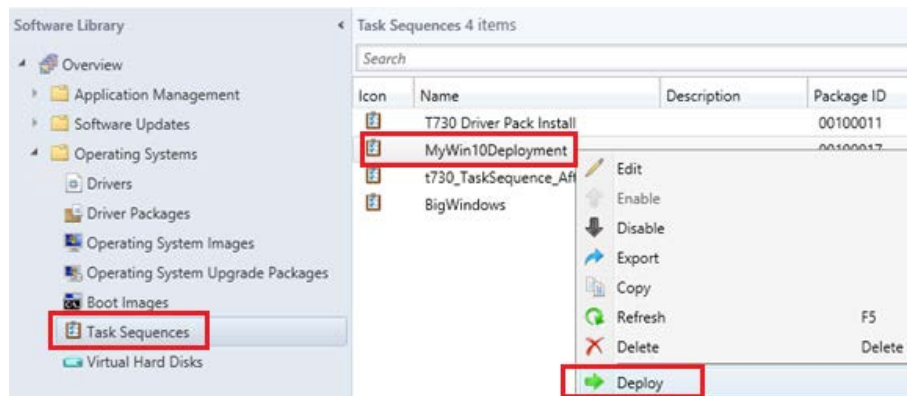 Software Library
Overview
Application Management
Software Updates
Operating Systems
Drivers
Driver Packages
Operating System Images
Operating System Upgrade Packages
Boot Images
Task Sequences
Virtual Hard Disks
Task Sequences 4 items
Search
Icon Name Description Package ID
T730 Driver Pack Install 00100011
MyWin10Deployment 00100017
t730_TaskSequence_Aff
BigWindows
Edit
Enable
Disable
Export
Copy
Refresh F5
Delete Delete
Deploy